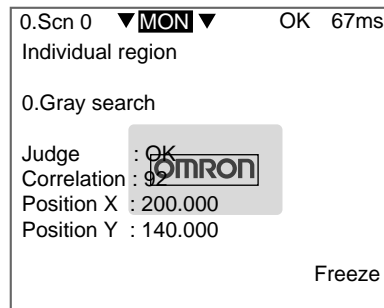 0.Scn 0 ▼MON▼ OK 67ms
Individual region
0.Gray search
Judge : OK
Correlation : 92
Position X : 200.000
Position Y : 140.000
OMRON
Freeze